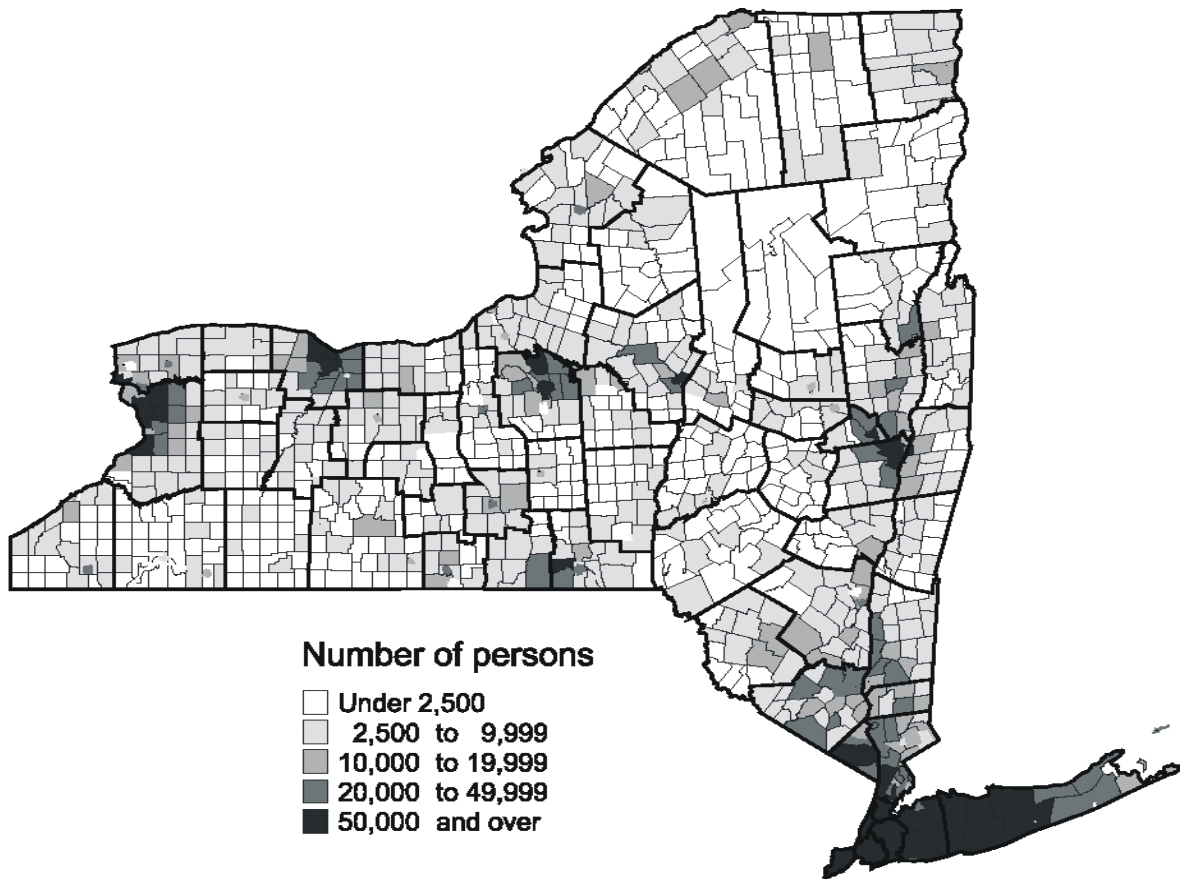 Number of persons
Under 2,500
2,500 to 9,999
10,000 to 19,999
20,000 to 49,999
50,000 and over